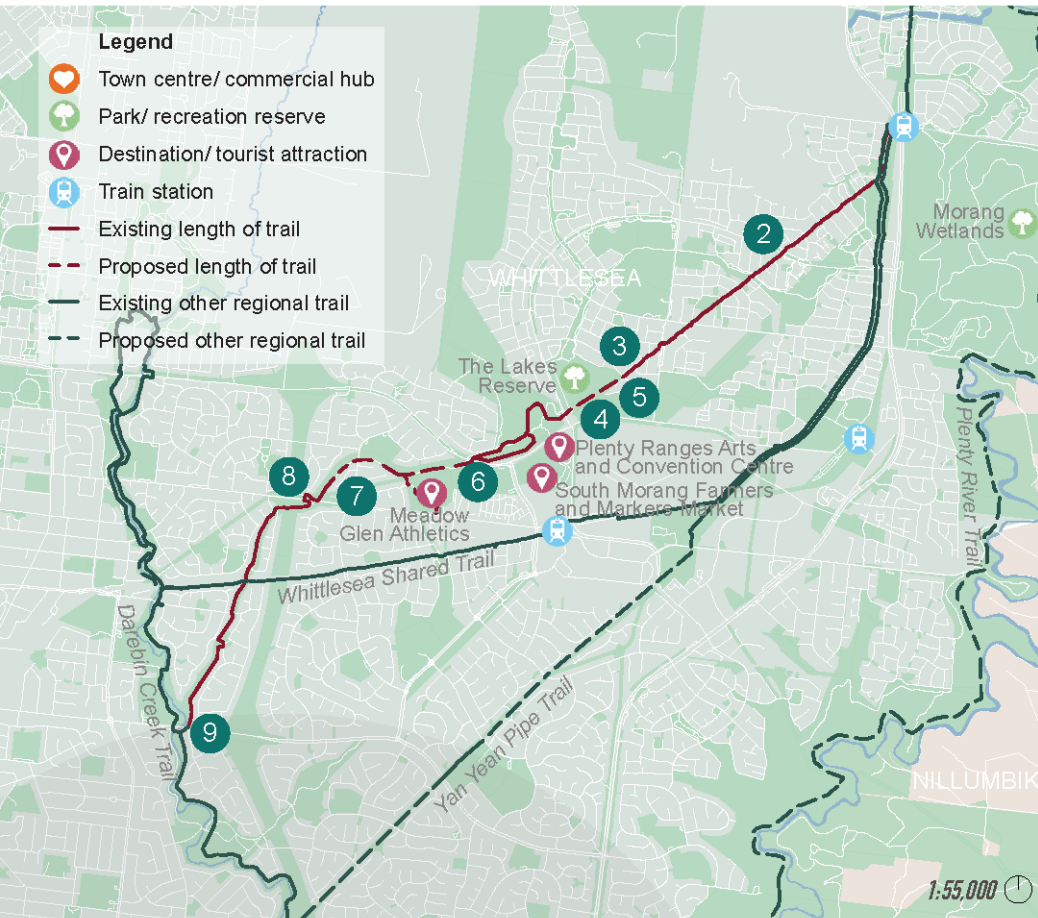 Legend
Town centre/ commercial hub
Park/ recreation reserve
Destination/ tourist attraction
Train station
Existing length of trail
Proposed length of trail
Existing other regional trail
Proposed other regional trail
Morang
Wetlands
2
WHITTLESEA
3
The Lakes
Reserve
5
4
Plenty Ranges Arts
and Convention Centre
8
7
6
South Morang Farmers
and Markers Market
Meadow
Glen Athletics
Plenty River Trail
Whittlesea Shared Trail
Darebin Creek Trail
9
Yan Yean Pipe Trail
NILLUMBIK
1:55,000